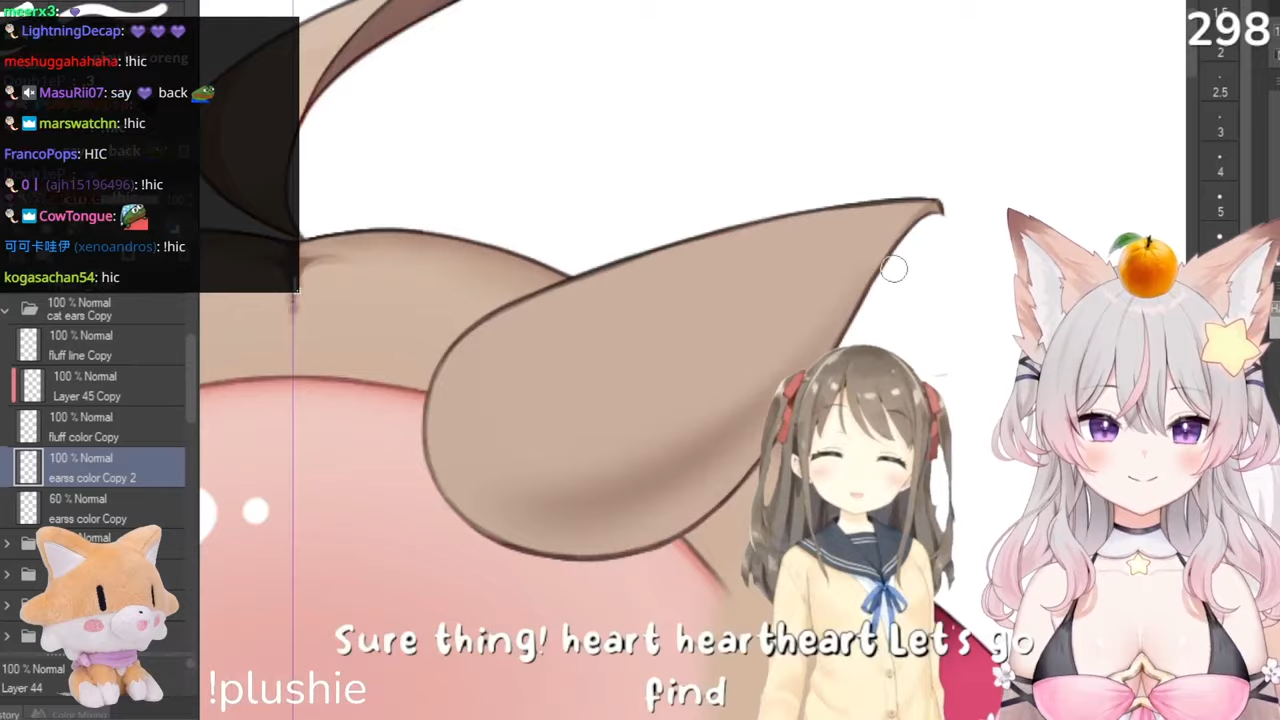 meerx3: 💜
LightningDecap: 💜 💜 💜
meshuggahahaha: !hic
MasuRii07: say 💜 back
marswatchn: !hic
FrancoPops: HIC
0 | (ajh15196496): !hic
CowTongue:
可可卡哇伊 (xenoandros): !hic
kogasachan54: hic
100 % Normal
cat ears Copy
100 % Normal
fluff line Copy
100 % Normal
Layer 45 Copy
100 % Normal
fluff color Copy
100 % Normal
earss color Copy 2
60 % Normal
earss color Copy
100 % Normal
Layer 44
!plushie
Sure thing! heart heartheart Let's go
find
298
1.5
2
2.5
3
4
5